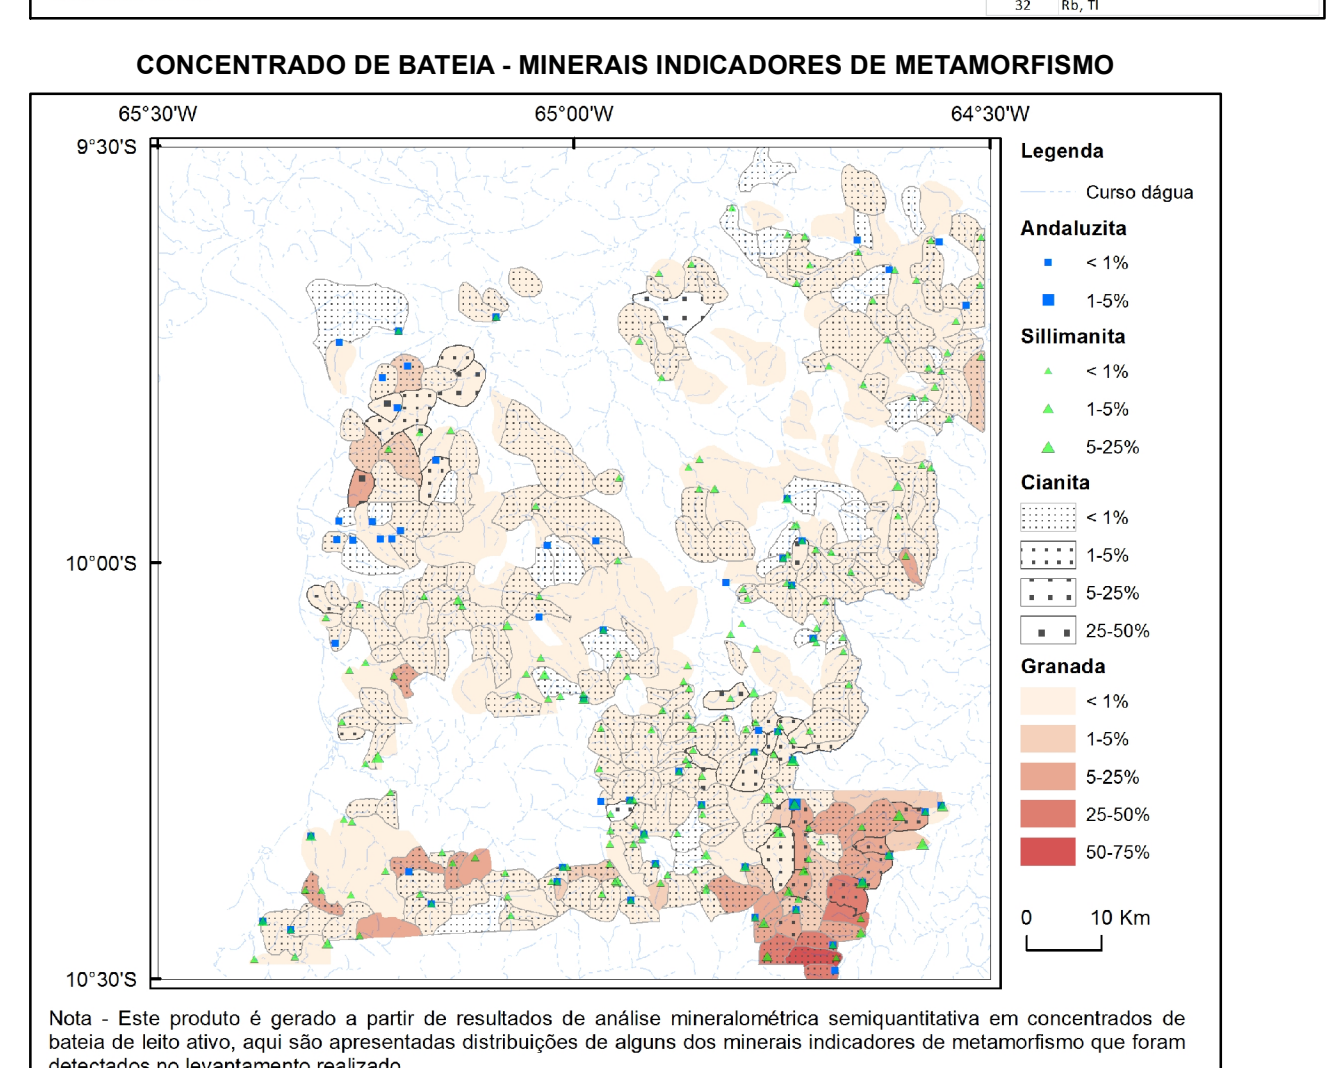 32 Rb, Tl
CONCENTRADO DE BATEIA - MINERAIS INDICADORES DE METAMORFISMO
65°30'W 65°00'W 64°30'W
9°30'S
10°00'S
10°30'S
Legenda
Curso dágua
Andaluzita
< 1%
1-5%
Sillimanita
< 1%
1-5%
5-25%
Cianita
< 1%
1-5%
5-25%
25-50%
Granada
< 1%
1-5%
5-25%
25-50%
50-75%
0 10 Km
Nota - Este produto é gerado a partir de resultados de análise mineralométrica semiquantitativa em concentrados de
bateia de leito ativo, aqui são apresentadas distribuições de alguns dos minerais indicadores de metamorfismo que foram
detectados no levantamento realizado.